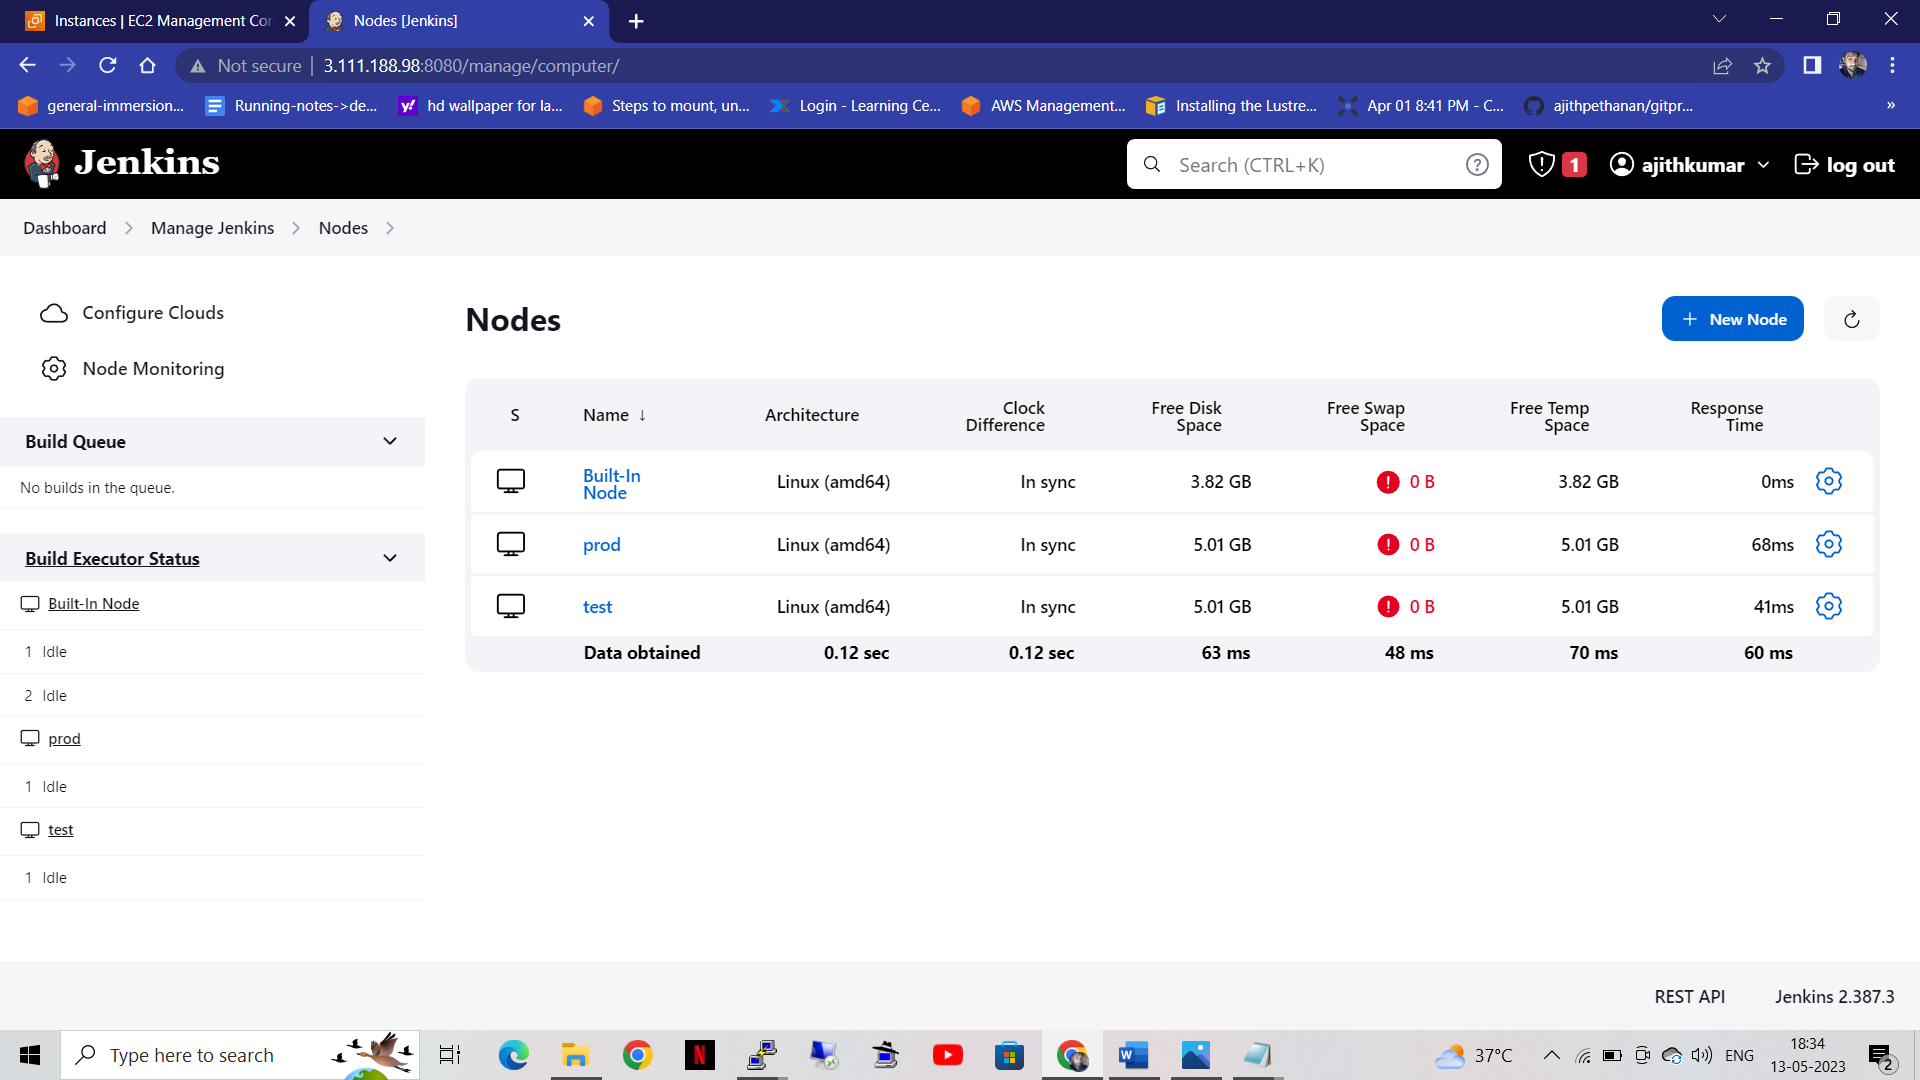 Instances | EC2 Management Con
Nodes [Jenkins]
Not secure
3.111.188.98:8080/manage/computer/
general-immersion...
Running-notes->de...
hd wallpaper for la...
Steps to mount, un...
Login - Learning Ce...
AWS Management...
Installing the Lustre...
Apr 01 8:41 PM - C...
ajithpethanan/gitpr...
»
Jenkins
Search (CTRL+K)
1
ajithkumar
log out
Dashboard
Manage Jenkins
Nodes
Configure Clouds
Node Monitoring
Build Queue
No builds in the queue.
Build Executor Status
Built-In Node
1 Idle
2 Idle
prod
1 Idle
test
1 Idle
Nodes
New Node
S Name ↓ Architecture Clock Difference Free Disk Space Free Swap Space Free Temp Space Response Time
Built-In Node Linux (amd64) In sync 3.82 GB 0 B 3.82 GB 0ms
prod Linux (amd64) In sync 5.01 GB 0 B 5.01 GB 68ms
test Linux (amd64) In sync 5.01 GB 0 B 5.01 GB 41ms
Data obtained 0.12 sec 0.12 sec 63 ms 48 ms 70 ms 60 ms
REST API
Jenkins 2.387.3
Type here to search
37°C
ENG
18:34
13-05-2023
2